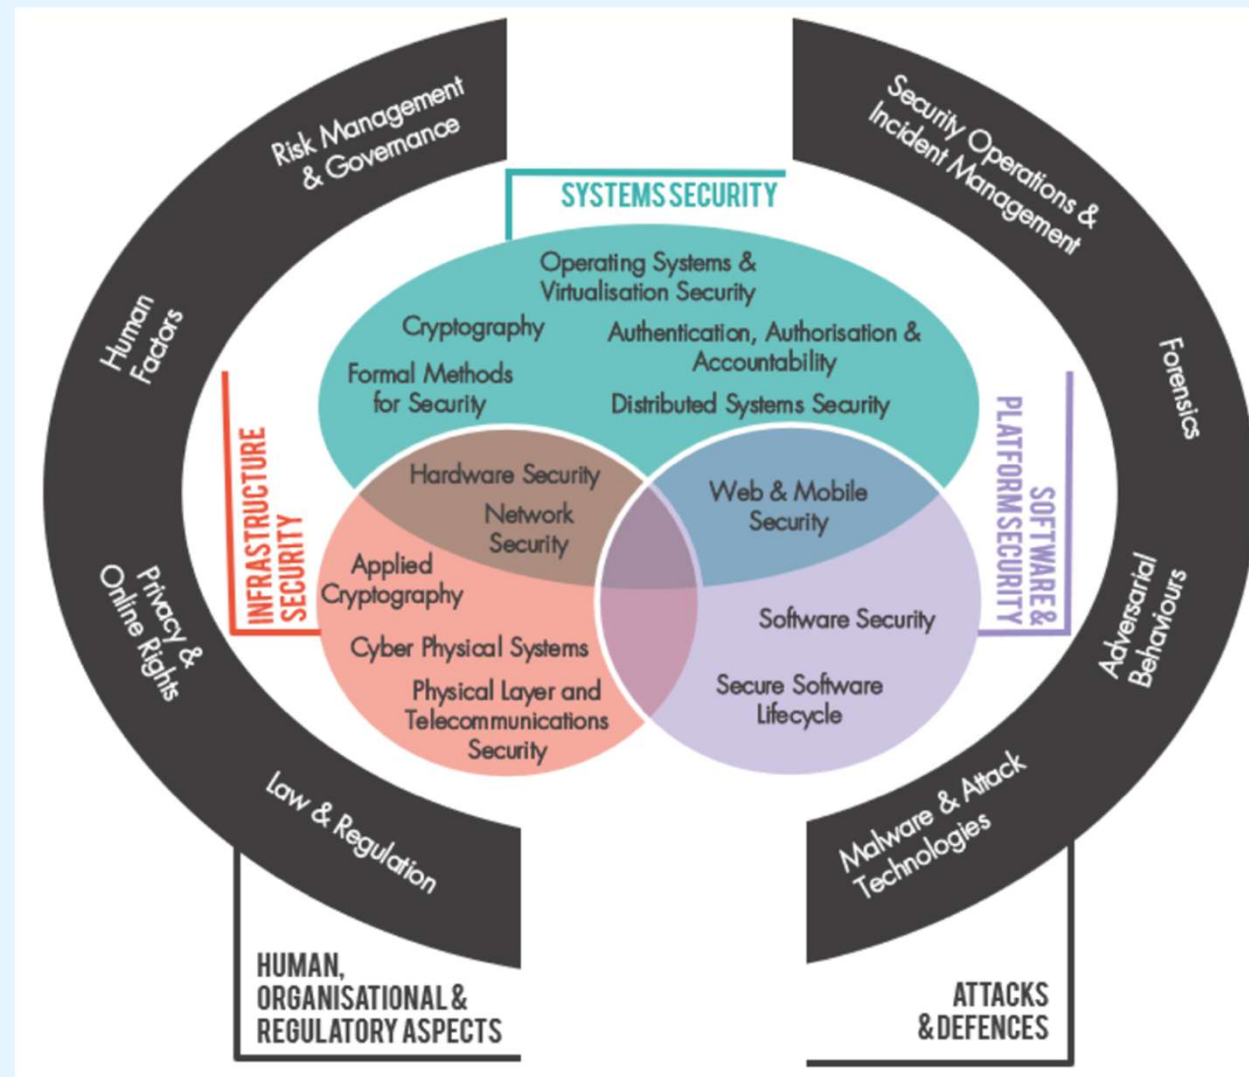 Risk Management
& Governance
Human
Factors
Privacy &
Online Rights
Law & Regulation
HUMAN,
ORGANISATIONAL &
REGULATORY ASPECTS
SYSTEMS SECURITY
Operating Systems &
Virtualisation Security
Cryptography
Authentication, Authorisation &
Accountability
Formal Methods
for Security
Distributed Systems Security
INFRASTRUCTURE
SECURITY
Hardware Security
Network
Security
Applied
Cryptography
Cyber Physical Systems
Physical Layer and
Telecommunications
Security
Web & Mobile
Security
Software Security
Secure Software
Lifecycle
SOFTWARE &
PLATFORM SECURITY
Security Operations &
Incident Management
Forensics
Adversarial
Behaviours
Malware & Attack
Technologies
ATTACKS
& DEFENCES